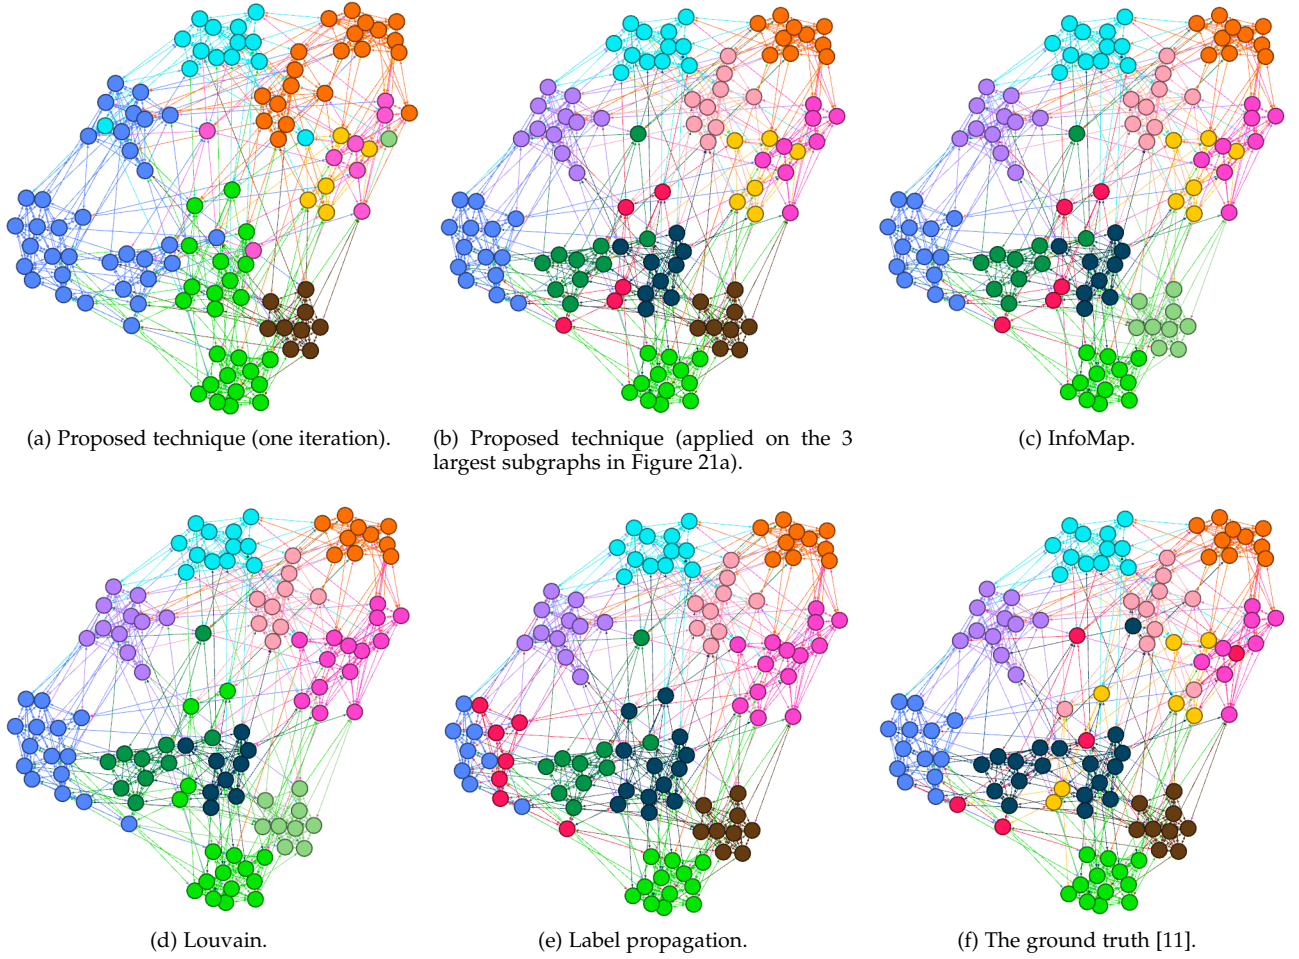 (a) Proposed technique (one iteration).
(b) Proposed technique (applied on the 3
largest subgraphs in Figure 21a).
(c) InfoMap.
(d) Louvain.
(e) Label propagation.
(f) The ground truth [11].